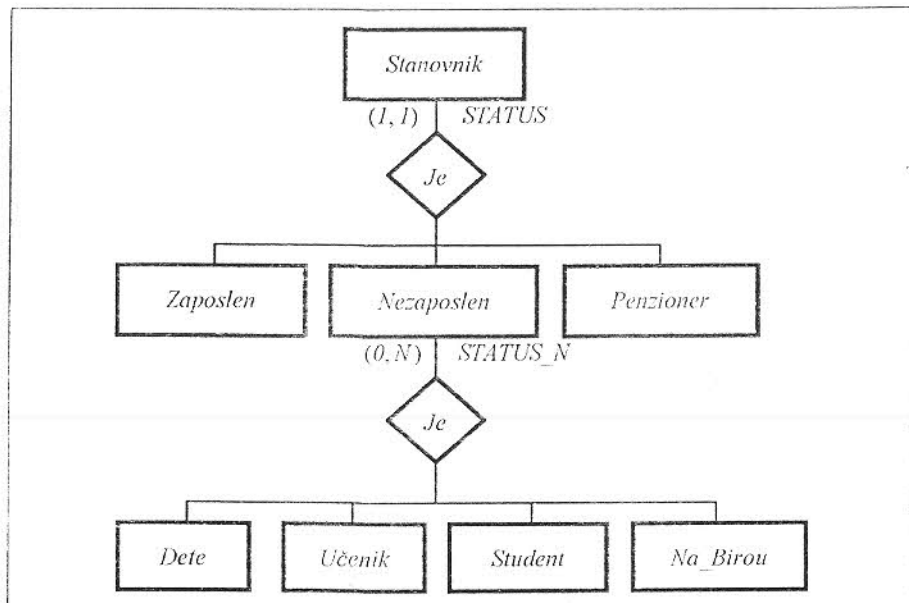 Stanovnik
(1, 1) STATUS
Je
Zaposlen Nezaposlen Penzioner
(0, N) STATUS_N
Je
Dete Učenik Student Na_Birou